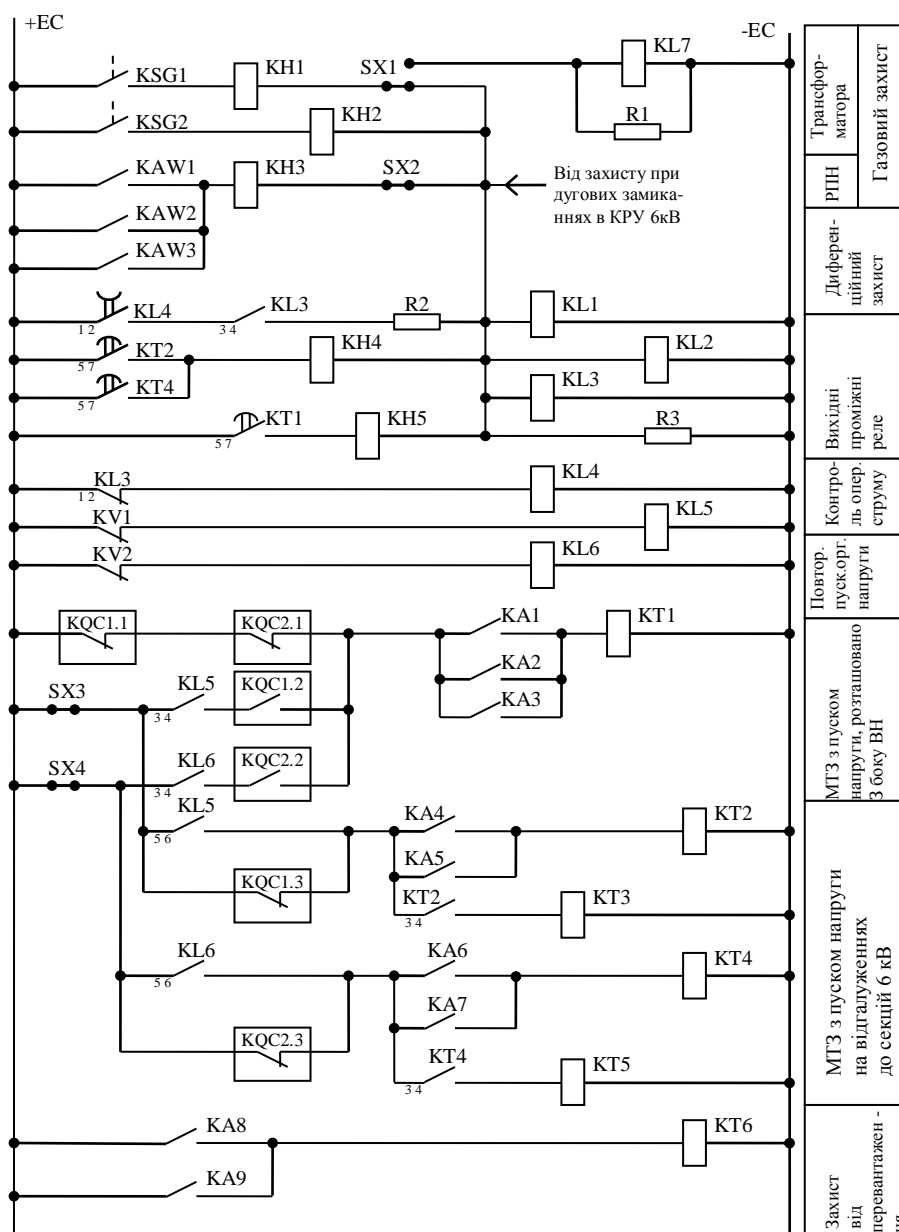 +EC
-EC
KSG1
KH1
SX1
KL7
KSG2
KH2
R1
KAW1
KH3
SX2
Від захисту при
дугових замика-
ннях в КРУ 6кВ
KAW2
KAW3
KL4
1 2
KL3
3 4
R2
KL1
KT2
5 7
KH4
KL2
KT4
5 7
KL3
KT1
5 7
KH5
R3
KL3
1 2
KL4
KV1
KL5
KV2
KL6
KQC1.1
KQC2.1
KA1
KT1
KA2
SX3
KL5
3 4
KQC1.2
KA3
SX4
KL6
3 4
KQC2.2
KL5
5 6
KA4
KT2
KA5
KQC1.3
KT2
3 4
KT3
KL6
5 6
KA6
KT4
KA7
KQC2.3
KT4
3 4
KT5
KA8
KT6
KA9
Трансфор-
матора
Газовий захист
РПН
Диферен-
ційний
захист
Вихідні
проміжні
реле
Контро-
ль опер.
струму
Повтор.
пуск.орг.
напруги
МТЗ з пуском
напруги, розташовано
З боку ВН
МТЗ з пуском напруги
на відгалуженнях
до секцій 6 кВ
Захист
від
перевантажен -